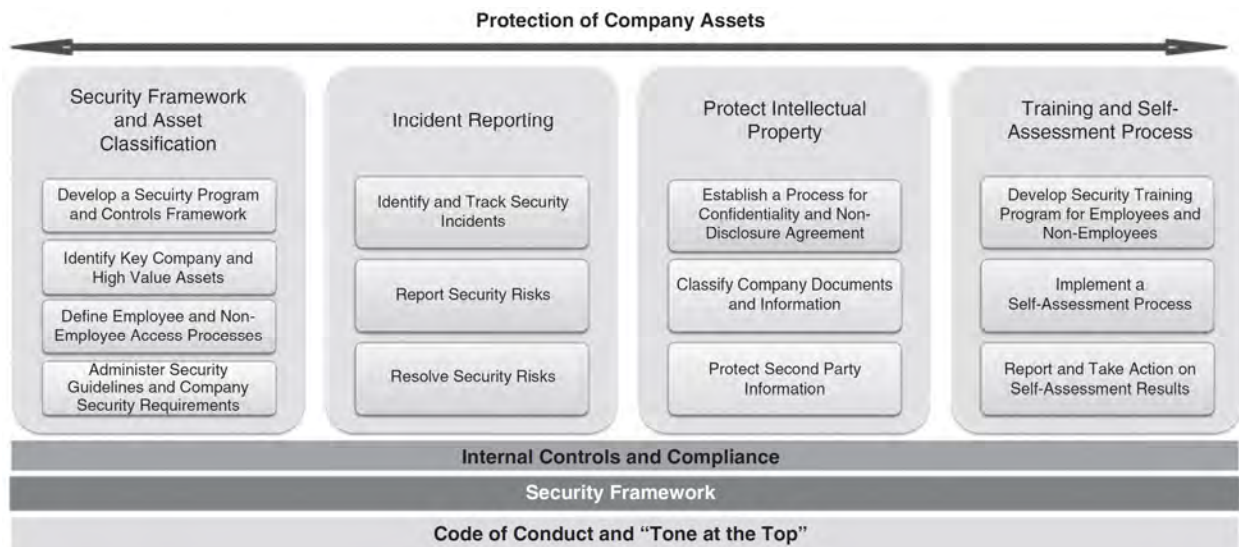 Protection of Company Assets
Security Framework
and Asset
Classification
Develop a Secuirty Program
and Controls Framework
Identify Key Company and
High Value Assets
Define Employee and Non-
Employee Access Processes
Administer Security
Guidelines and Company
Security Requirements
Incident Reporting
Identify and Track Security
Incidents
Report Security Risks
Resolve Security Risks
Protect Intellectual
Property
Establish a Process for
Confidentiality and Non-
Disclosure Agreement
Classify Company Documents
and Information
Protect Second Party
Information
Training and Self-
Assessment Process
Develop Security Training
Program for Employees and
Non-Employees
Implement a
Self-Assessment Process
Report and Take Action on
Self-Assessment Results
Internal Controls and Compliance
Security Framework
Code of Conduct and “Tone at the Top”